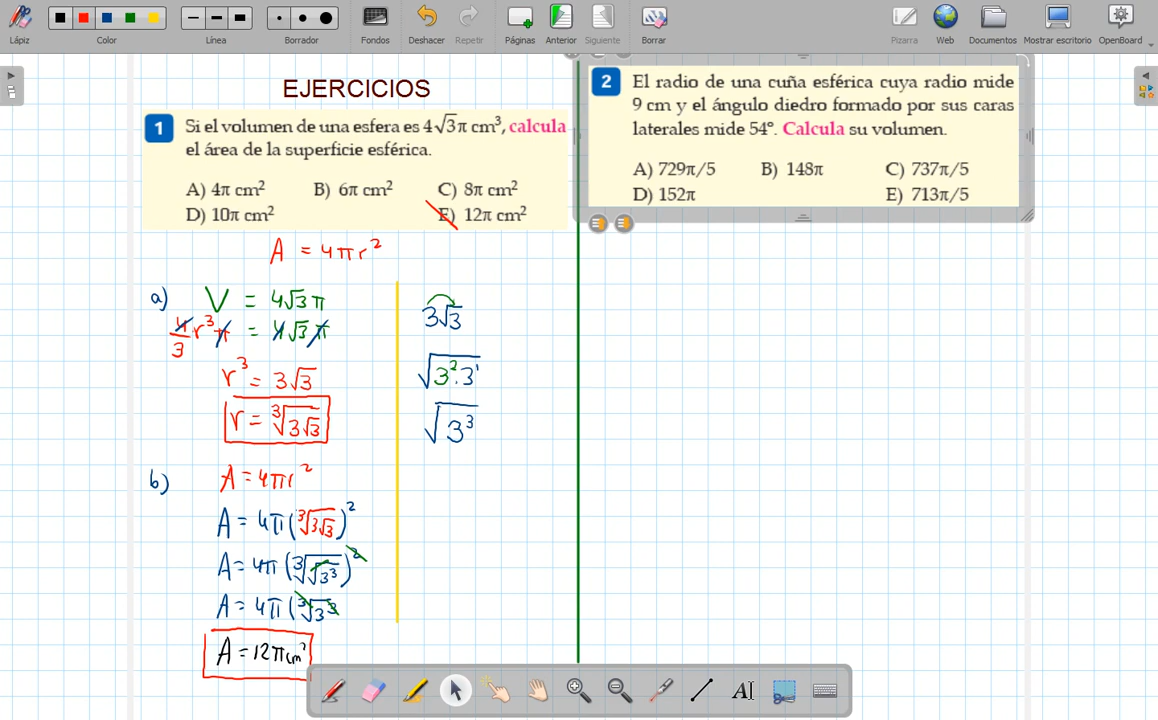 Lápiz
Color
Línea
Borrador
Fondos
Deshacer
Repetir
Páginas
Anterior
Siguiente
Borrar
Pizarra
Web
Documentos
Mostrar escritorio
OpenBoard
EJERCICIOS
1 Si el volumen de una esfera es 4√3π cm³, calcula
el área de la superficie esférica.
A) 4π cm² B) 6π cm² C) 8π cm²
D) 10π cm² E) 12π cm²
A = 4πr²
a) V = 4√3π
4/3 r³π = 4√3π
r³ = 3√3
r = ∛(3√3)
b) A = 4πr²
A = 4π(∛(3√3))²
A = 4π(∛(√3³))²
A = 4π(∛3³
A = 12πcm²
3√3
√(3²·3¹)
√3³
2 El radio de una cuña esférica cuya radio mide
9 cm y el ángulo diedro formado por sus caras
laterales mide 54°. Calcula su volumen.
A) 729π/5 B) 148π C) 737π/5
D) 152π E) 713π/5